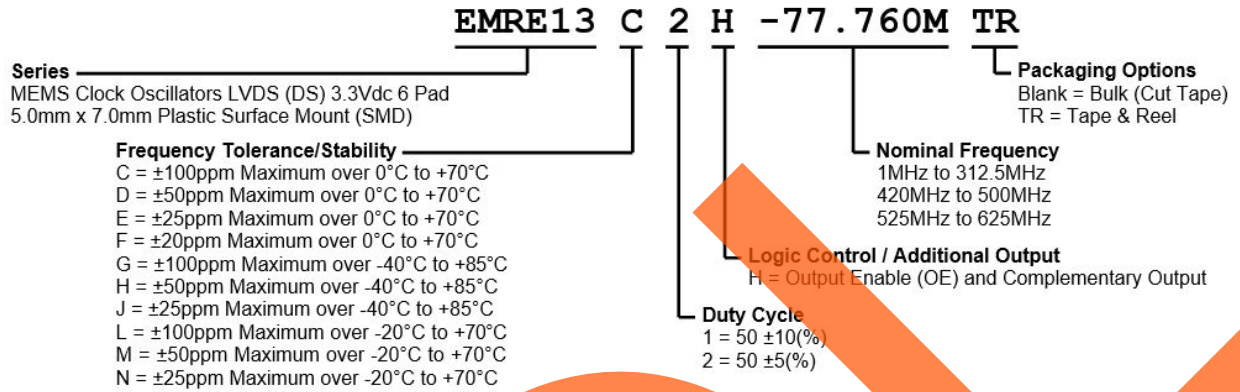 EMRE13 C 2 H -77.760M TR
Series
MEMS Clock Oscillators LVDS (DS) 3.3Vdc 6 Pad
5.0mm x 7.0mm Plastic Surface Mount (SMD)
Packaging Options
Blank = Bulk (Cut Tape)
TR = Tape & Reel
Frequency Tolerance/Stability
C = ±100ppm Maximum over 0°C to +70°C
D = ±50ppm Maximum over 0°C to +70°C
E = ±25ppm Maximum over 0°C to +70°C
F = ±20ppm Maximum over 0°C to +70°C
G = ±100ppm Maximum over -40°C to +85°C
H = ±50ppm Maximum over -40°C to +85°C
J = ±25ppm Maximum over -40°C to +85°C
L = ±100ppm Maximum over -20°C to +70°C
M = ±50ppm Maximum over -20°C to +70°C
N = ±25ppm Maximum over -20°C to +70°C
Nominal Frequency
1MHz to 312.5MHz
420MHz to 500MHz
525MHz to 625MHz
Logic Control / Additional Output
H = Output Enable (OE) and Complementary Output
Duty Cycle
1 = 50 ±10(%)
2 = 50 ±5(%)